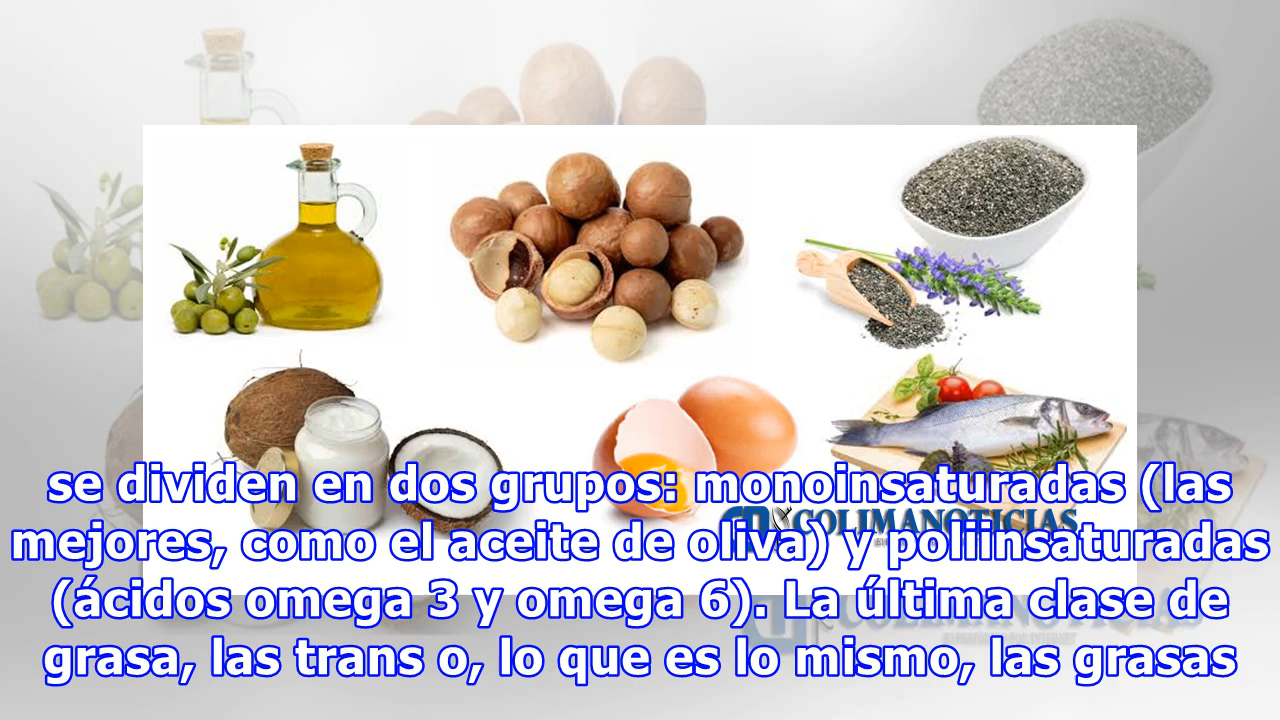 se dividen en dos grupos: monoinsaturadas (las
mejores, como el aceite de oliva) y poliinsaturadas
(ácidos omega 3 y omega 6). La última clase de
grasa, las trans o, lo que es lo mismo, las grasas
COLIMANOTICIAS